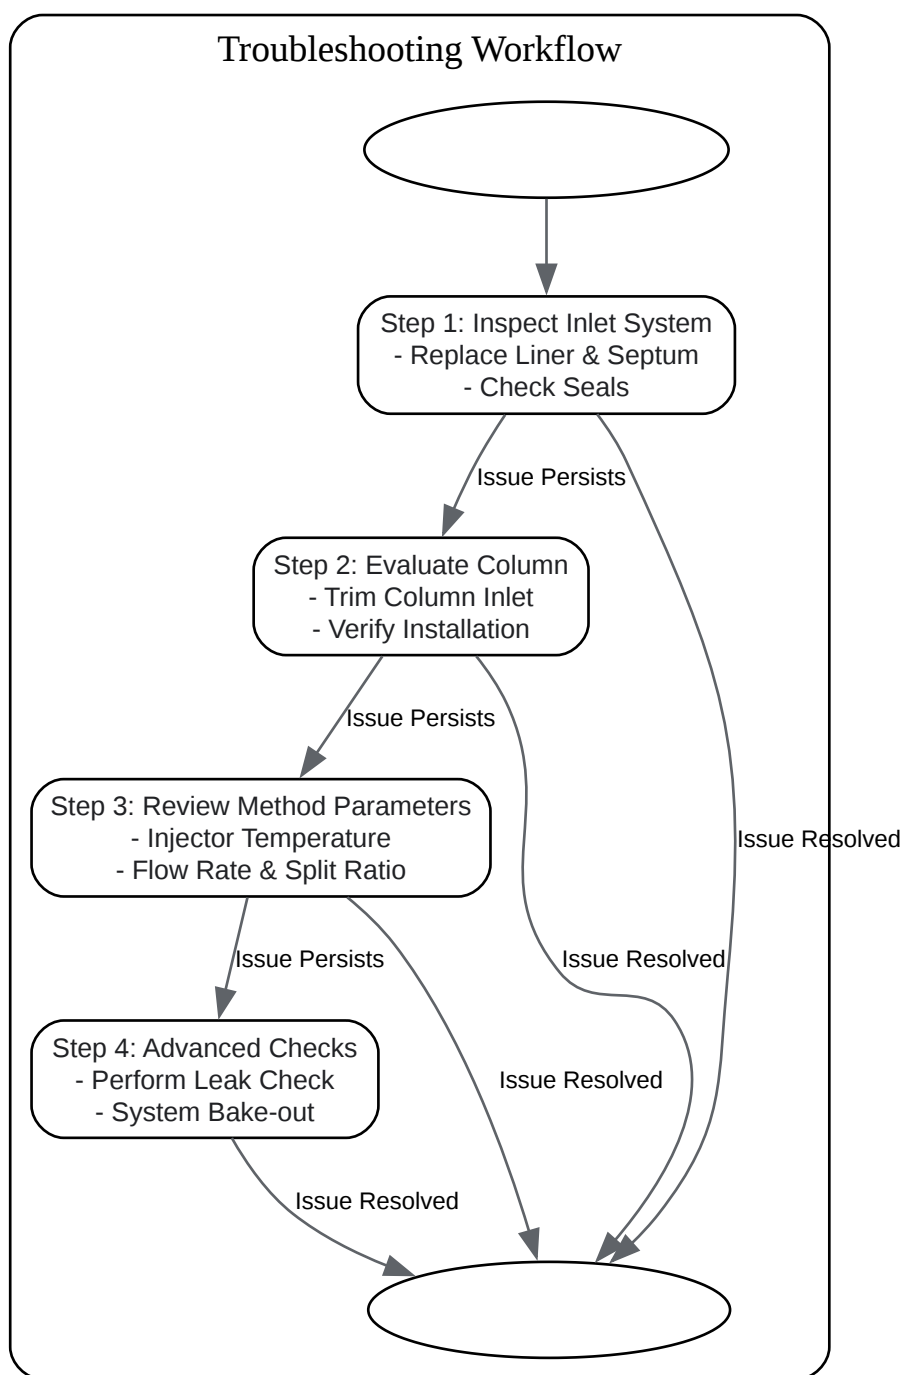 Troubleshooting Workflow
Step 1: Inspect Inlet System
- Replace Liner & Septum
- Check Seals
Issue Persists
Step 2: Evaluate Column
- Trim Column Inlet
- Verify Installation
Issue Persists
Step 3: Review Method Parameters
- Injector Temperature
- Flow Rate & Split Ratio
Issue Resolved
Issue Persists
Issue Resolved
Step 4: Advanced Checks
- Perform Leak Check
- System Bake-out
Issue Resolved
Issue Resolved